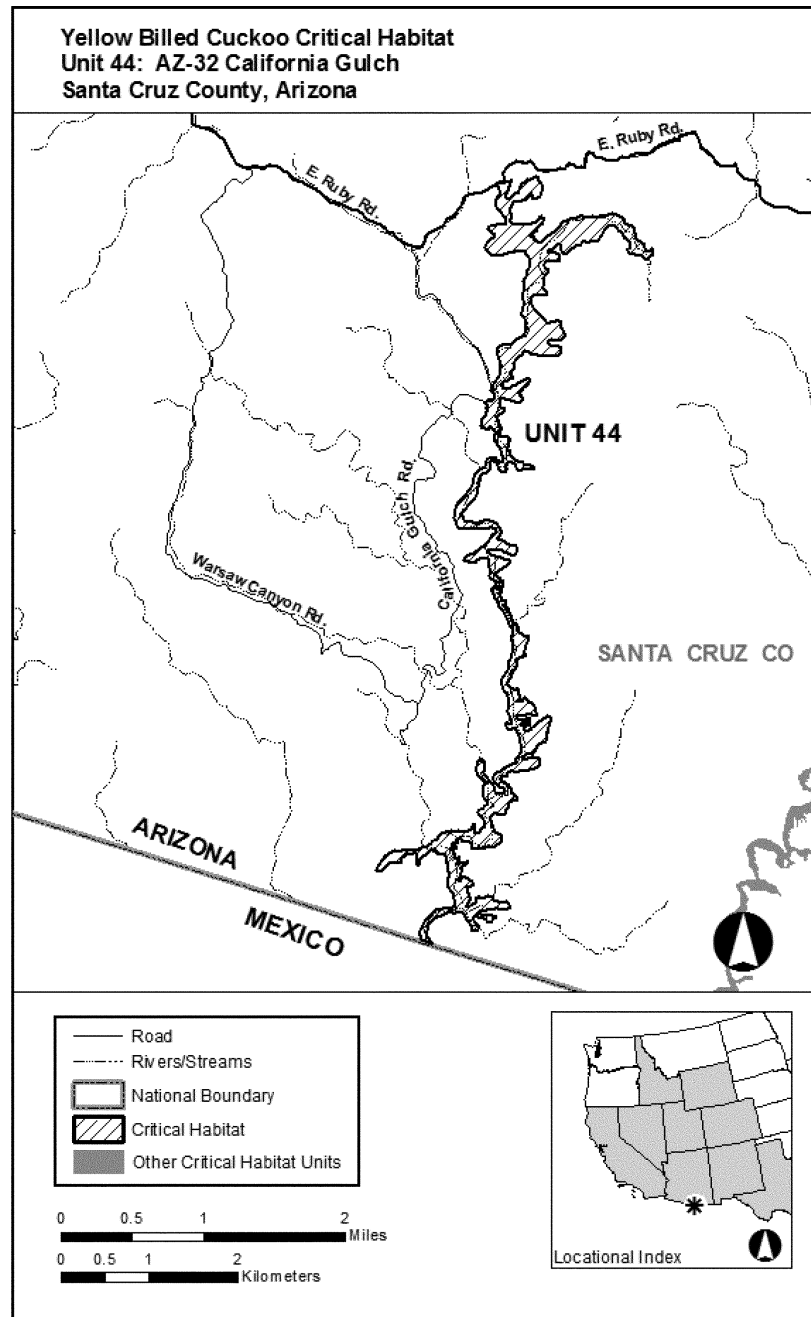 Yellow Billed Cuckoo Critical Habitat
Unit 44: AZ-32 California Gulch
Santa Cruz County, Arizona
E. Ruby Rd.
E. Ruby Rd.
UNIT 44
California Gulch Rd.
Warsaw Canyon Rd.
SANTA CRUZ CO
ARIZONA
MEXICO
Road
Rivers/Streams
National Boundary
Critical Habitat
Other Critical Habitat Units
0 0.5 1 2
Miles
0 0.5 1 2
Kilometers
Locational Index